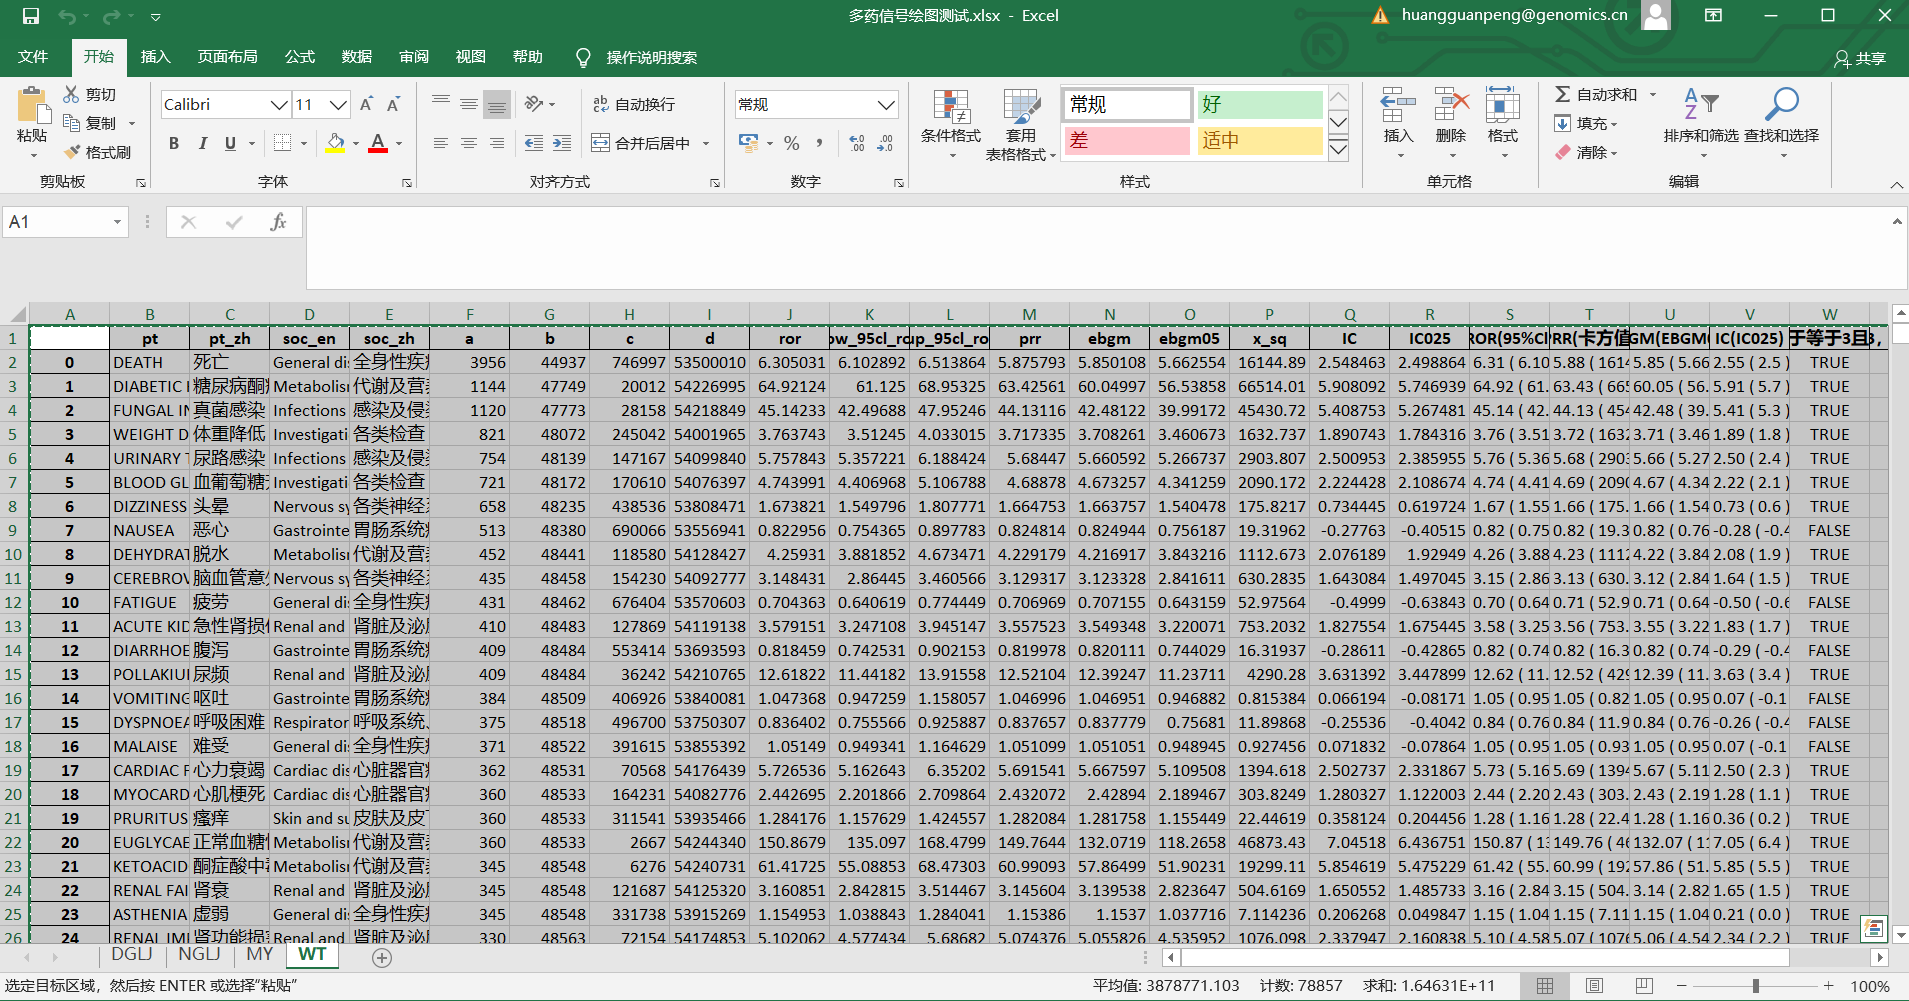 多药信号绘图测试.xlsx - Excel
huangguanpeng@genomics.cn
文件 开始 插入 页面布局 公式 数据 审阅 视图 帮助 操作说明搜索 共享
粘贴 剪切 复制 格式刷
Calibri 11
B I U A
自动换行
合并后居中
常规
条件格式 套用表格格式
常规 好
差 适中
插入 删除 格式
自动求和 填充 清除
排序和筛选 查找和选择
剪贴板 字体 对齐方式 数字 样式 单元格 编辑
A1 fx
A B C D E F G H I J K L M N O P Q R S T U V W
1 pt pt_zh soc_en soc_zh a b c d ror ow_95cl_ro up_95cl_ro prr ebgm ebgm05 x_sq IC IC025 ROR(95%CI PRR(卡方值 GM(EBGM IC(IC025) 于等于3且
2 0 DEATH 死亡 General di 全身性疾 3956 44937 746997 53500010 6.305031 6.102892 6.513864 5.875793 5.850108 5.662554 16144.89 2.548463 2.498864 6.31 ( 6.10 5.88 ( 1614 5.85 ( 5.66 2.55 ( 2.5 ) TRUE
3 1 DIABETIC 糖尿病酮 Metabolis 代谢及营 1144 47749 20012 54226995 64.92124 61.125 68.95325 63.42561 60.04997 56.53858 66514.01 5.908092 5.746939 64.92 ( 61. 63.43 ( 665 60.05 ( 56. 5.91 ( 5.7 ) TRUE
4 2 FUNGAL IN 真菌感染 Infections 感染及侵 1120 47773 28158 54218849 45.14233 42.49688 47.95246 44.13116 42.48122 39.99172 45430.72 5.408753 5.267481 45.14 ( 42. 44.13 ( 454 42.48 ( 39. 5.41 ( 5.3 ) TRUE
5 3 WEIGHT D 体重降低 Investigati 各类检查 821 48072 245042 54001965 3.763743 3.51245 4.033015 3.717335 3.708261 3.460673 1632.737 1.890743 1.784316 3.76 ( 3.51 3.72 ( 1632 3.71 ( 3.46 1.89 ( 1.8 ) TRUE
6 4 URINARY T 尿路感染 Infections 感染及侵 754 48139 147167 54099840 5.757843 5.357221 6.188424 5.68447 5.660592 5.266737 2903.807 2.500953 2.385955 5.76 ( 5.36 5.68 ( 2903 5.66 ( 5.27 2.50 ( 2.4 ) TRUE
7 5 BLOOD GL 血葡萄糖 Investigati 各类检查 721 48172 170610 54076397 4.743991 4.406968 5.106788 4.68878 4.673257 4.341259 2090.172 2.224428 2.108674 4.74 ( 4.41 4.69 ( 2090 4.67 ( 4.34 2.22 ( 2.1 ) TRUE
8 6 DIZZINESS 头晕 Nervous sy 各类神经 658 48235 438536 53808471 1.673821 1.549796 1.807771 1.664753 1.663757 1.540478 175.8217 0.734445 0.619724 1.67 ( 1.55 1.66 ( 175. 1.66 ( 1.54 0.73 ( 0.6 ) TRUE
9 7 NAUSEA 恶心 Gastrointe 胃肠系统 513 48380 690066 53556941 0.822956 0.754365 0.897783 0.824814 0.824944 0.756187 19.31962 -0.27763 -0.40515 0.82 ( 0.75 0.82 ( 19.3 0.82 ( 0.76 -0.28 ( -0.4 FALSE
10 8 DEHYDRAT 脱水 Metabolis 代谢及营 452 48441 118580 54128427 4.25931 3.881852 4.673471 4.229179 4.216917 3.843216 1112.673 2.076189 1.92949 4.26 ( 3.88 4.23 ( 1112 4.22 ( 3.84 2.08 ( 1.9 ) TRUE
11 9 CEREBROV 脑血管意 Nervous sy 各类神经 435 48458 154230 54092777 3.148431 2.86445 3.460566 3.129317 3.123328 2.841611 630.2835 1.643084 1.497045 3.15 ( 2.86 3.13 ( 630. 3.12 ( 2.84 1.64 ( 1.5 ) TRUE
12 10 FATIGUE 疲劳 General di 全身性疾 431 48462 676404 53570603 0.704363 0.640619 0.774449 0.706969 0.707155 0.643159 52.97564 -0.4999 -0.63843 0.70 ( 0.64 0.71 ( 52.9 0.71 ( 0.64 -0.50 ( -0.6 FALSE
13 11 ACUTE KID 急性肾损 Renal and 肾脏及泌 410 48483 127869 54119138 3.579151 3.247108 3.945147 3.557523 3.549348 3.220071 753.2032 1.827554 1.675445 3.58 ( 3.25 3.56 ( 753. 3.55 ( 3.22 1.83 ( 1.7 ) TRUE
14 12 DIARRHOE 腹泻 Gastrointe 胃肠系统 409 48484 553414 53693593 0.818459 0.742531 0.902153 0.819978 0.820111 0.744029 16.31937 -0.28611 -0.42865 0.82 ( 0.74 0.82 ( 16.3 0.82 ( 0.74 -0.29 ( -0.4 FALSE
15 13 POLLAKIU 尿频 Renal and 肾脏及泌 409 48484 36242 54210765 12.61822 11.44182 13.91558 12.52104 12.39247 11.23711 4290.28 3.631392 3.447899 12.62 ( 11. 12.52 ( 429 12.39 ( 11. 3.63 ( 3.4 ) TRUE
16 14 VOMITING 呕吐 Gastrointe 胃肠系统 384 48509 406926 53840081 1.047368 0.947259 1.158057 1.046996 1.046951 0.946882 0.815384 0.066194 -0.08171 1.05 ( 0.95 1.05 ( 0.82 1.05 ( 0.95 0.07 ( -0.1 FALSE
17 15 DYSPNOEA 呼吸困难 Respirator 呼吸系统、 375 48518 496700 53750307 0.836402 0.755566 0.925887 0.837657 0.837779 0.75681 11.89868 -0.25536 -0.4042 0.84 ( 0.76 0.84 ( 11.9 0.84 ( 0.76 -0.26 ( -0.4 FALSE
18 16 MALAISE 难受 General di 全身性疾 371 48522 391615 53855392 1.05149 0.949341 1.164629 1.051099 1.051051 0.948945 0.927456 0.071832 -0.07864 1.05 ( 0.95 1.05 ( 0.93 1.05 ( 0.95 0.07 ( -0.1 FALSE
19 17 CARDIAC F 心力衰竭 Cardiac dis 心脏器官 362 48531 70568 54176439 5.726536 5.162643 6.35202 5.691541 5.667597 5.109508 1394.618 2.502737 2.331867 5.73 ( 5.16 5.69 ( 1394 5.67 ( 5.11 2.50 ( 2.3 ) TRUE
20 18 MYOCARD 心肌梗死 Cardiac dis 心脏器官 360 48533 164231 54082776 2.442695 2.201866 2.709864 2.432072 2.42894 2.189467 303.8249 1.280327 1.122003 2.44 ( 2.20 2.43 ( 303. 2.43 ( 2.19 1.28 ( 1.1 ) TRUE
21 19 PRURITUS 瘙痒 Skin and su 皮肤及皮 360 48533 311541 53935466 1.284176 1.157629 1.424557 1.282084 1.281758 1.155449 22.44619 0.358124 0.204456 1.28 ( 1.16 1.28 ( 22.4 1.28 ( 1.16 0.36 ( 0.2 ) TRUE
22 20 EUGLYCAE 正常血糖 Metabolis 代谢及营 360 48533 2667 54244340 150.8679 135.097 168.4799 149.7644 132.0719 118.2658 46873.43 7.04518 6.436751 150.87 ( 13 149.76 ( 46 132.07 ( 11 7.05 ( 6.4 ) TRUE
23 21 KETOACID 酮症酸中 Metabolis 代谢及营 345 48548 6276 54240731 61.41725 55.08853 68.47303 60.99093 57.86499 51.90231 19299.11 5.854619 5.475229 61.42 ( 55. 60.99 ( 192 57.86 ( 51. 5.85 ( 5.5 ) TRUE
24 22 RENAL FAI 肾衰 Renal and 肾脏及泌 345 48548 121687 54125320 3.160851 2.842815 3.514467 3.145604 3.139538 2.823647 504.6169 1.650552 1.485733 3.16 ( 2.84 3.15 ( 504. 3.14 ( 2.82 1.65 ( 1.5 ) TRUE
25 23 ASTHENIA 虚弱 General di 全身性疾 345 48548 331738 53915269 1.154953 1.038843 1.284041 1.15386 1.1537 1.037716 7.114236 0.206268 0.049847 1.15 ( 1.04 1.15 ( 7.11 1.15 ( 1.04 0.21 ( 0.0 ) TRUE
26 24 RENAL IMI 肾功能损 Renal and 肾脏及泌 330 48563 72154 54174853 5.102062 4.577434 5.68682 5.074376 5.055826 4.535952 1076.098 2.337947 2.160838 5.10 ( 4.58 5.07 ( 1076 5.06 ( 4.54 2.34 ( 2.2 ) TRUE
DGLJ NGLJ MY WT
选定目标区域，然后按 ENTER 或选择"粘贴" 平均值: 3878771.103 计数: 78857 求和: 1.64631E+11 100%